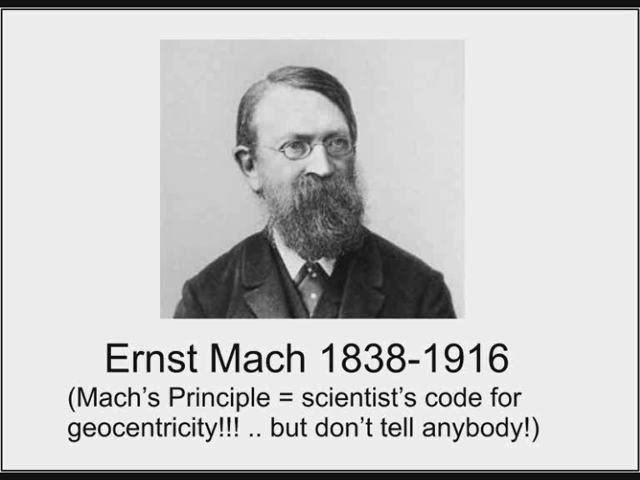 Ernst Mach 1838-1916
(Mach's Principle = scientist's code for
geocentricity!!! .. but don't tell anybody!)